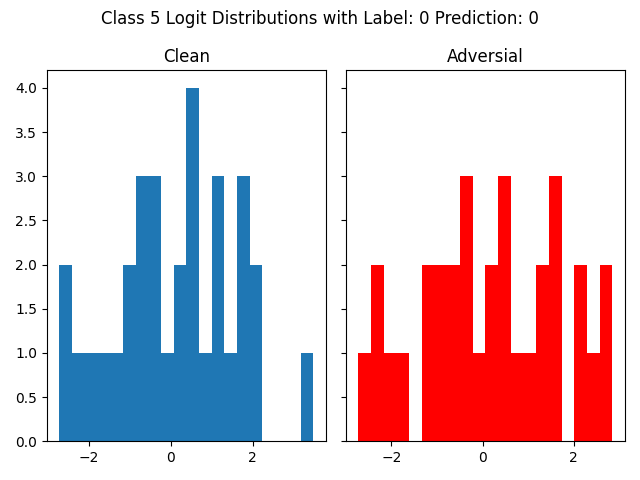 Class 5 Logit Distributions with Label: 0 Prediction: 0
Clean
Adversial
4.0
3.5
3.0
2.5
2.0
1.5
1.0
0.5
0.0
−2 0 2
−2 0 2